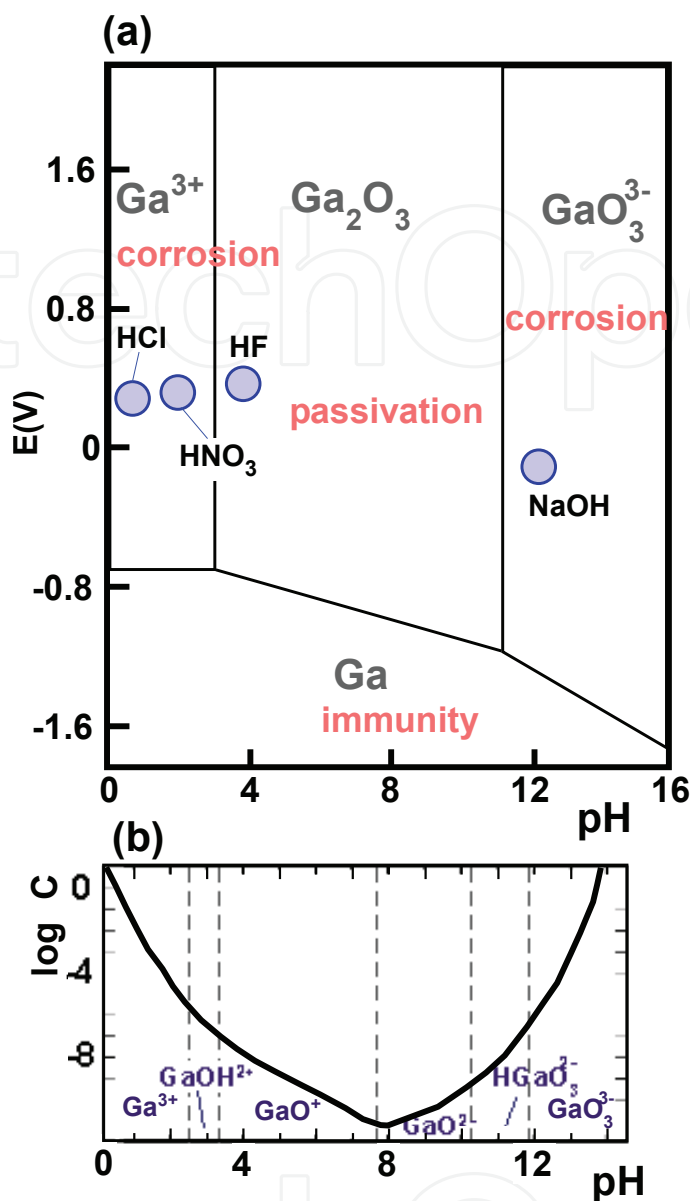 (a)
1.6
Ga³⁺
Ga₂O₃
GaO₃³⁻
corrosion
0.8
corrosion
HCl
HF
passivation
E(V)
0
HNO₃
NaOH
-0.8
Ga
immunity
-1.6
0 4 8 12 16
pH
(b)
log C
0
-4
-8
GaOH²⁺
HGaO₃²⁻
Ga³⁺
GaO⁺
GaO²⁻
GaO₃³⁻
0 4 8 12
pH